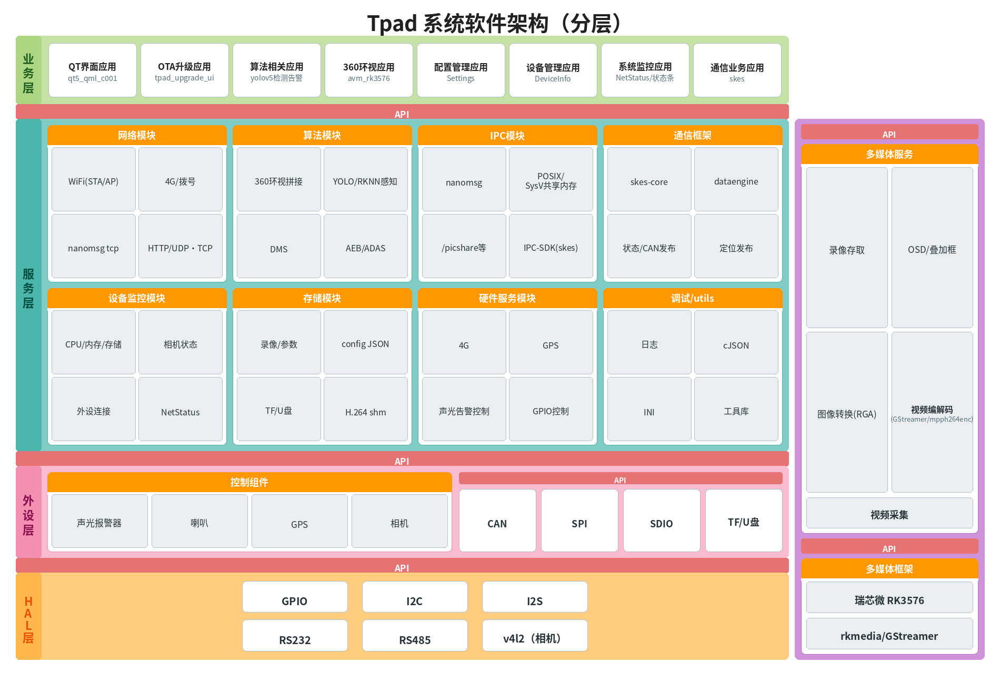 Tpad 系统软件架构（分层）
业务层
QT界面应用
qt5_qml_c001
OTA升级应用
tpad_upgrade_ui
算法相关应用
yolov5检测告警
360环视应用
avm_rk3576
配置管理应用
Settings
设备管理应用
DeviceInfo
系统监控应用
NetStatus/状态条
通信业务应用
skes
API
服务层
网络模块
WiFi(STA/AP)
4G/拨号
nanomsg tcp
HTTP/UDP・TCP
算法模块
360环视拼接
YOLO/RKNN感知
DMS
AEB/ADAS
IPC模块
nanomsg
POSIX/
SysV共享内存
/picshare等
IPC-SDK(skes)
通信框架
skes-core
dataengine
状态/CAN发布
定位发布
设备监控模块
CPU/内存/存储
相机状态
外设连接
NetStatus
存储模块
录像/参数
config JSON
TF/U盘
H.264 shm
硬件服务模块
4G
GPS
声光告警控制
GPIO控制
调试/utils
日志
cJSON
INI
工具库
API
外设层
控制组件
声光报警器
喇叭
GPS
相机
API
CAN
SPI
SDIO
TF/U盘
API
HAL层
GPIO
I2C
I2S
RS232
RS485
v4l2（相机）
API
多媒体服务
录像存取
OSD/叠加框
图像转换(RGA)
视频编解码
(GStreamer/mpph264enc)
视频采集
API
多媒体框架
瑞芯微 RK3576
rkmedia/GStreamer